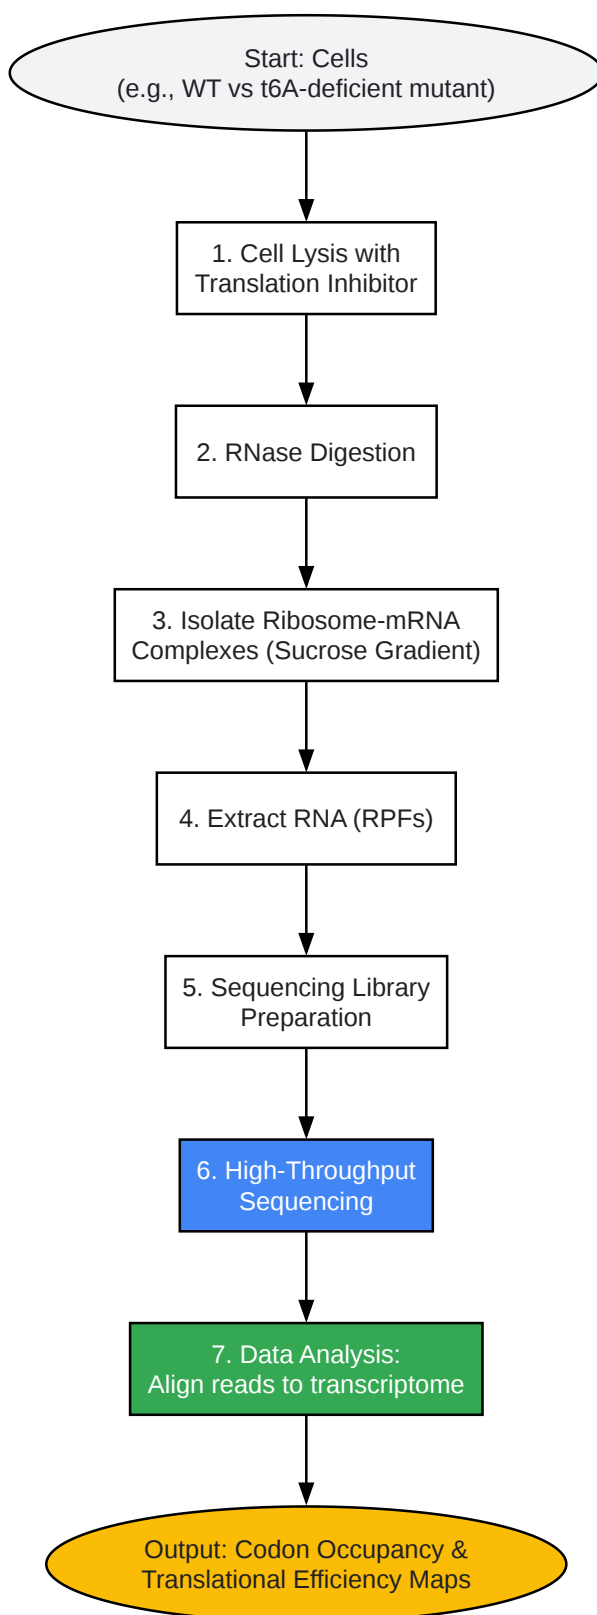 Start: Cells
(e.g., WT vs t6A-deficient mutant)
1. Cell Lysis with
Translation Inhibitor
2. RNase Digestion
3. Isolate Ribosome-mRNA
Complexes (Sucrose Gradient)
4. Extract RNA (RPFs)
5. Sequencing Library
Preparation
6. High-Throughput
Sequencing
7. Data Analysis:
Align reads to transcriptome
Output: Codon Occupancy &
Translational Efficiency Maps